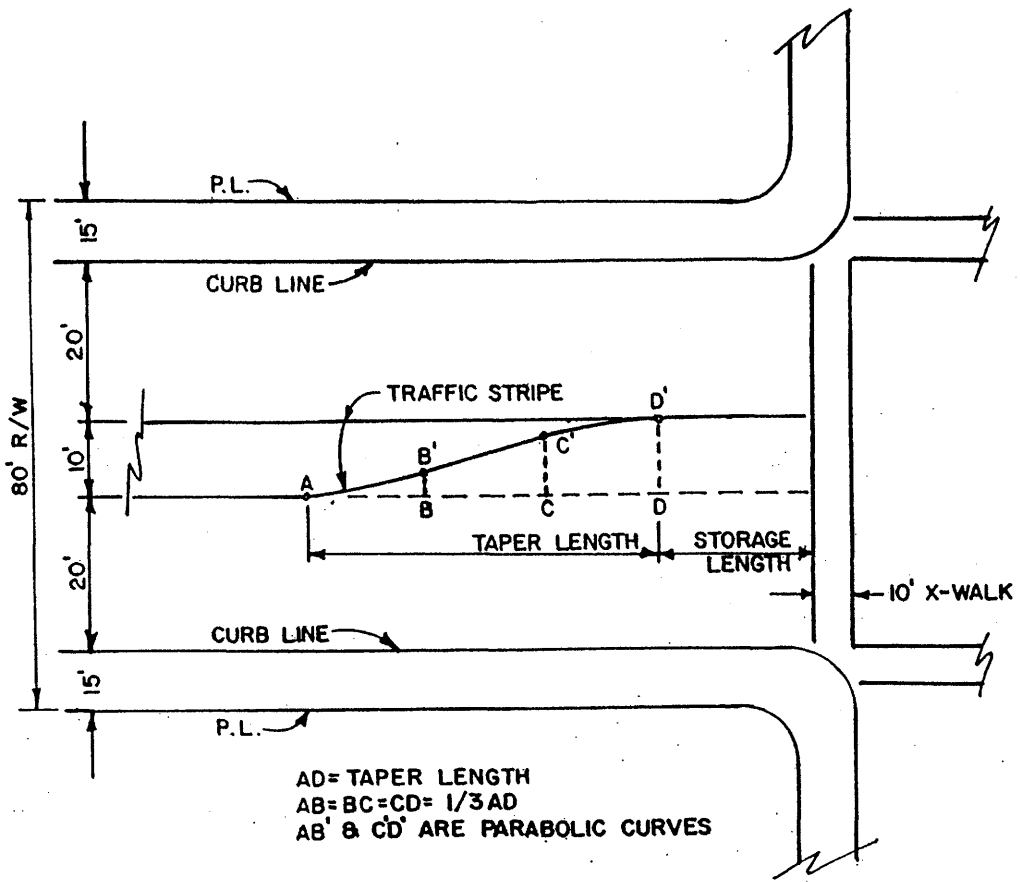 P.L.
15'
CURB LINE
20'
80' R/W
TRAFFIC STRIPE
D'
10'
B'
C'
A
B
C
D
TAPER LENGTH
STORAGE
LENGTH
20'
10' X-WALK
CURB LINE
15'
P.L.
AD= TAPER LENGTH
AB=BC=CD= 1/3 AD
AB' & C'D' ARE PARABOLIC CURVES